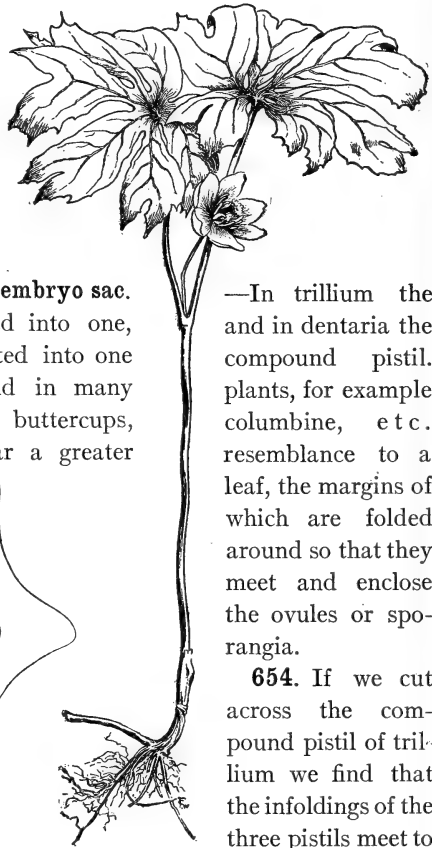 embryo sac. —In trillium the
d into one, and in dentaria the
ted into one compound pistil.
d in many plants, for example
buttercups, columbine, etc.
r a greater resemblance to a
leaf, the margins of
which are folded
around so that they
meet and enclose
the ovules or spo-
rangia.
654. If we cut
across the com-
pound pistil of tril-
lium we find that
the infoldings of the
three pistils meet to